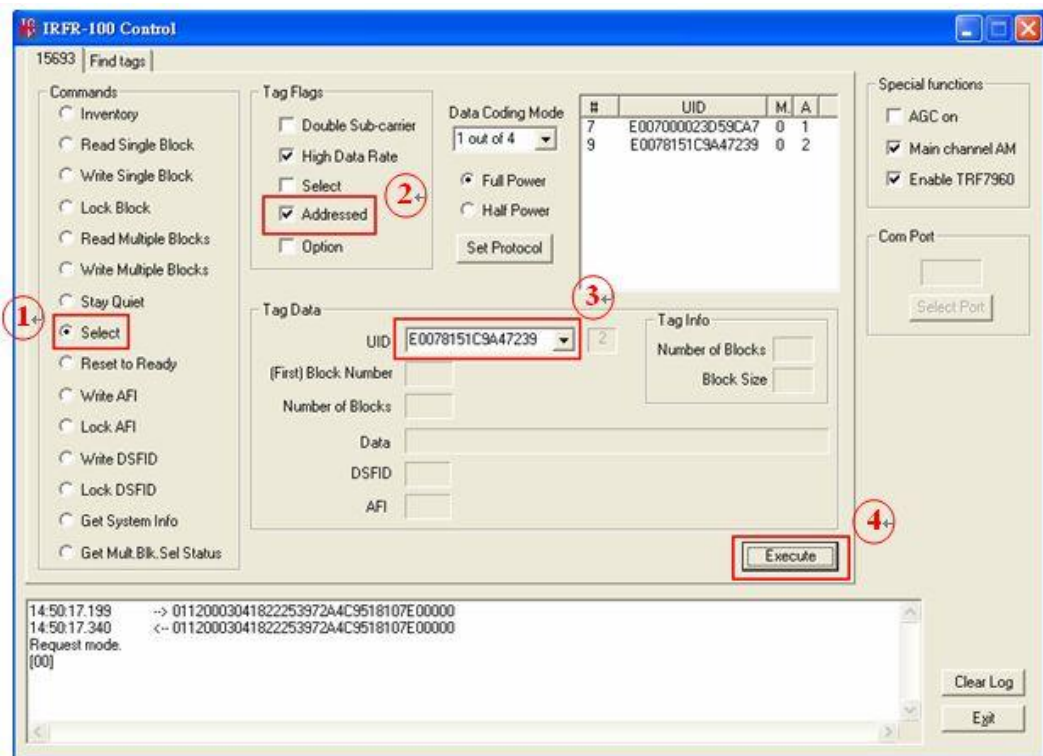 IRFR-100 Control
15693 Find tags
Commands
Inventory
Read Single Block
Write Single Block
Lock Block
Read Multiple Blocks
Write Multiple Blocks
Stay Quiet
1
Select
Reset to Ready
Write AFI
Lock AFI
Write DSFID
Lock DSFID
Get System Info
Get Mult.Blk.Sel Status
Tag Flags
Double Sub-carrier
High Data Rate
Select
2
Addressed
Option
Data Coding Mode
1 out of 4
Full Power
Half Power
Set Protocol
# UID M. A
7 E007000023D59CA7 0 1
9 E0078151C9A47239 0 2
Special functions
AGC on
Main channel AM
Enable TRF7960
Com Port
Select Port
Tag Data
3
UID E0078151C9A47239 2
(First) Block Number
Number of Blocks
Data
DSFID
AFI
Tag Info
Number of Blocks
Block Size
4
Execute
14:50:17.199 --> 01120003041822253972A4C9518107E00000
14:50:17.340 <-- 01120003041822253972A4C9518107E00000
Request mode.
[00]
Clear Log
Exit